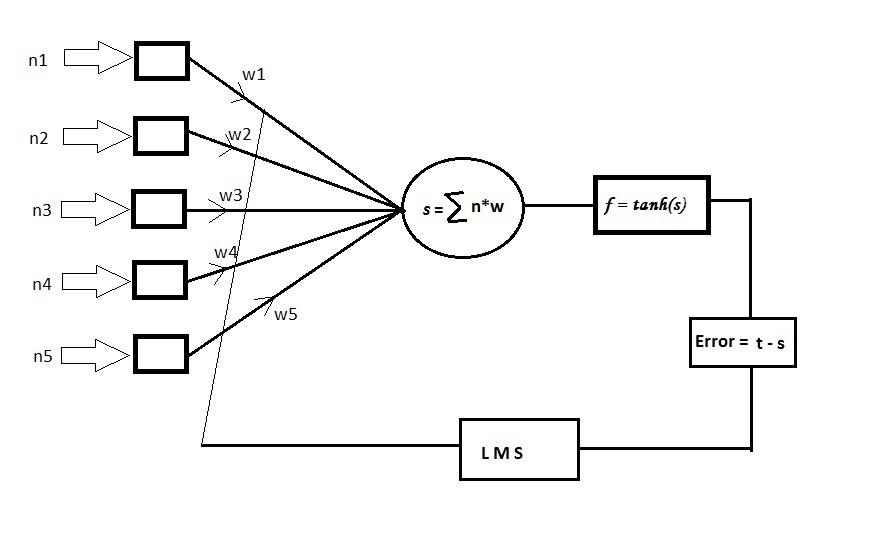 n1
w1
n2
w2
n3
w3
s = ∑ n*w
f = tanh(s)
n4
w4
w5
n5
Error = t - s
L M S